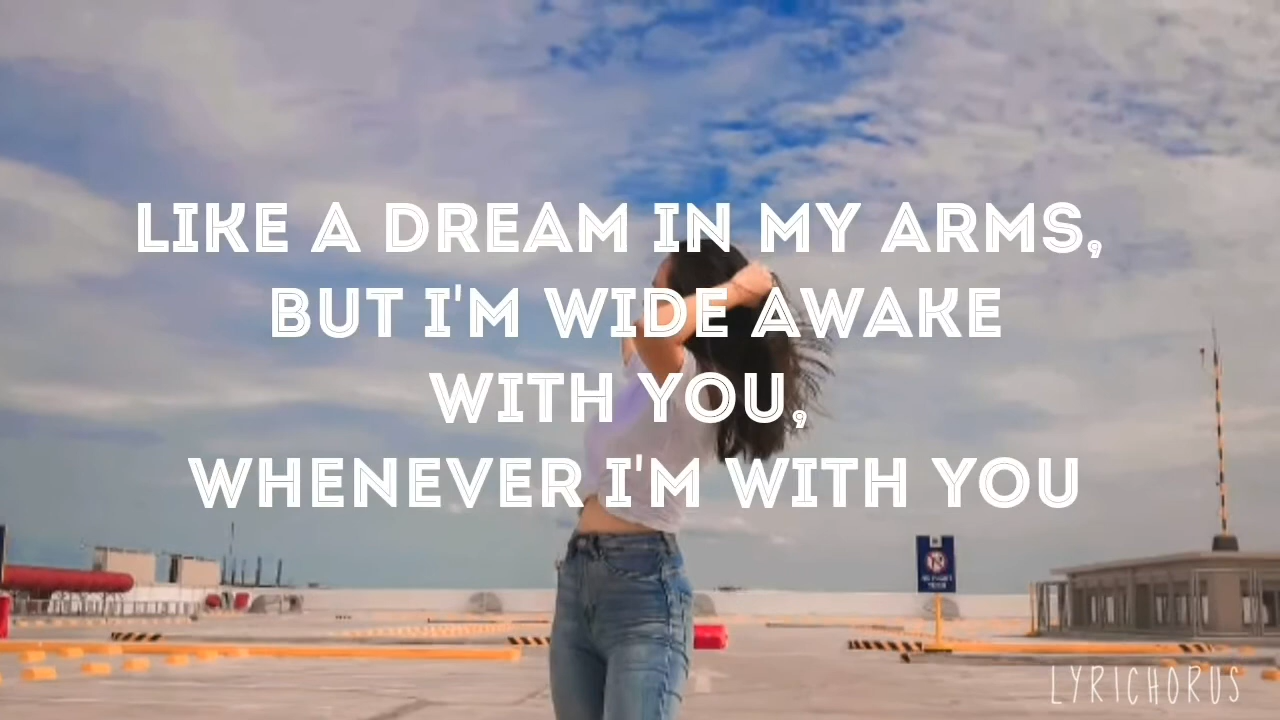 LIKE A DREAM IN MY ARMS,
BUT I'M WIDE AWAKE
WITH YOU,
WHENEVER I'M WITH YOU
LYRICHORUS